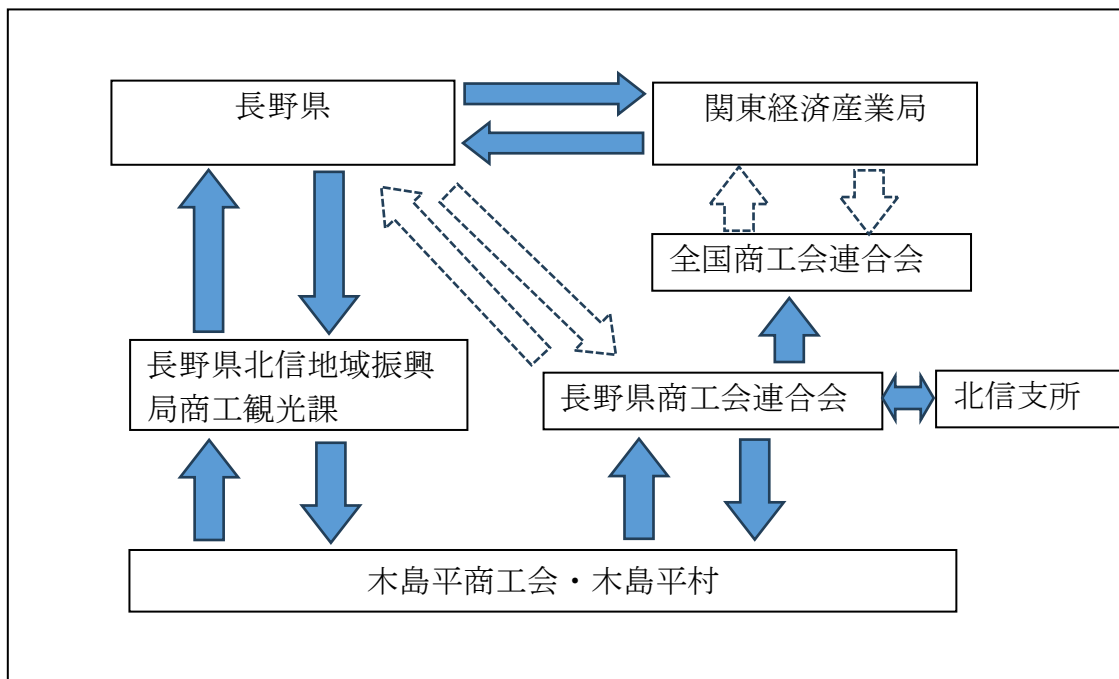 長野県
関東経済産業局
全国商工会連合会
長野県北信地域振興
局商工観光課
長野県商工会連合会
北信支所
木島平商工会・木島平村